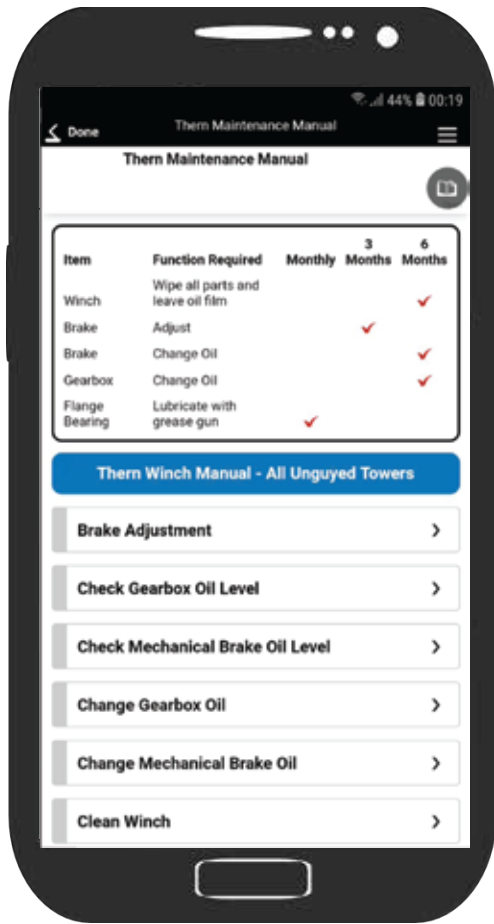 44% 00:19
Done
Thern Maintenance Manual
Thern Maintenance Manual
Item Function Required Monthly 3 Months 6 Months
Winch Wipe all parts and
leave oil film
Brake Adjust
Brake Change Oil
Gearbox Change Oil
Flange Lubricate with
Bearing grease gun
Thern Winch Manual - All Unguyed Towers
Brake Adjustment
Check Gearbox Oil Level
Check Mechanical Brake Oil Level
Change Gearbox Oil
Change Mechanical Brake Oil
Clean Winch